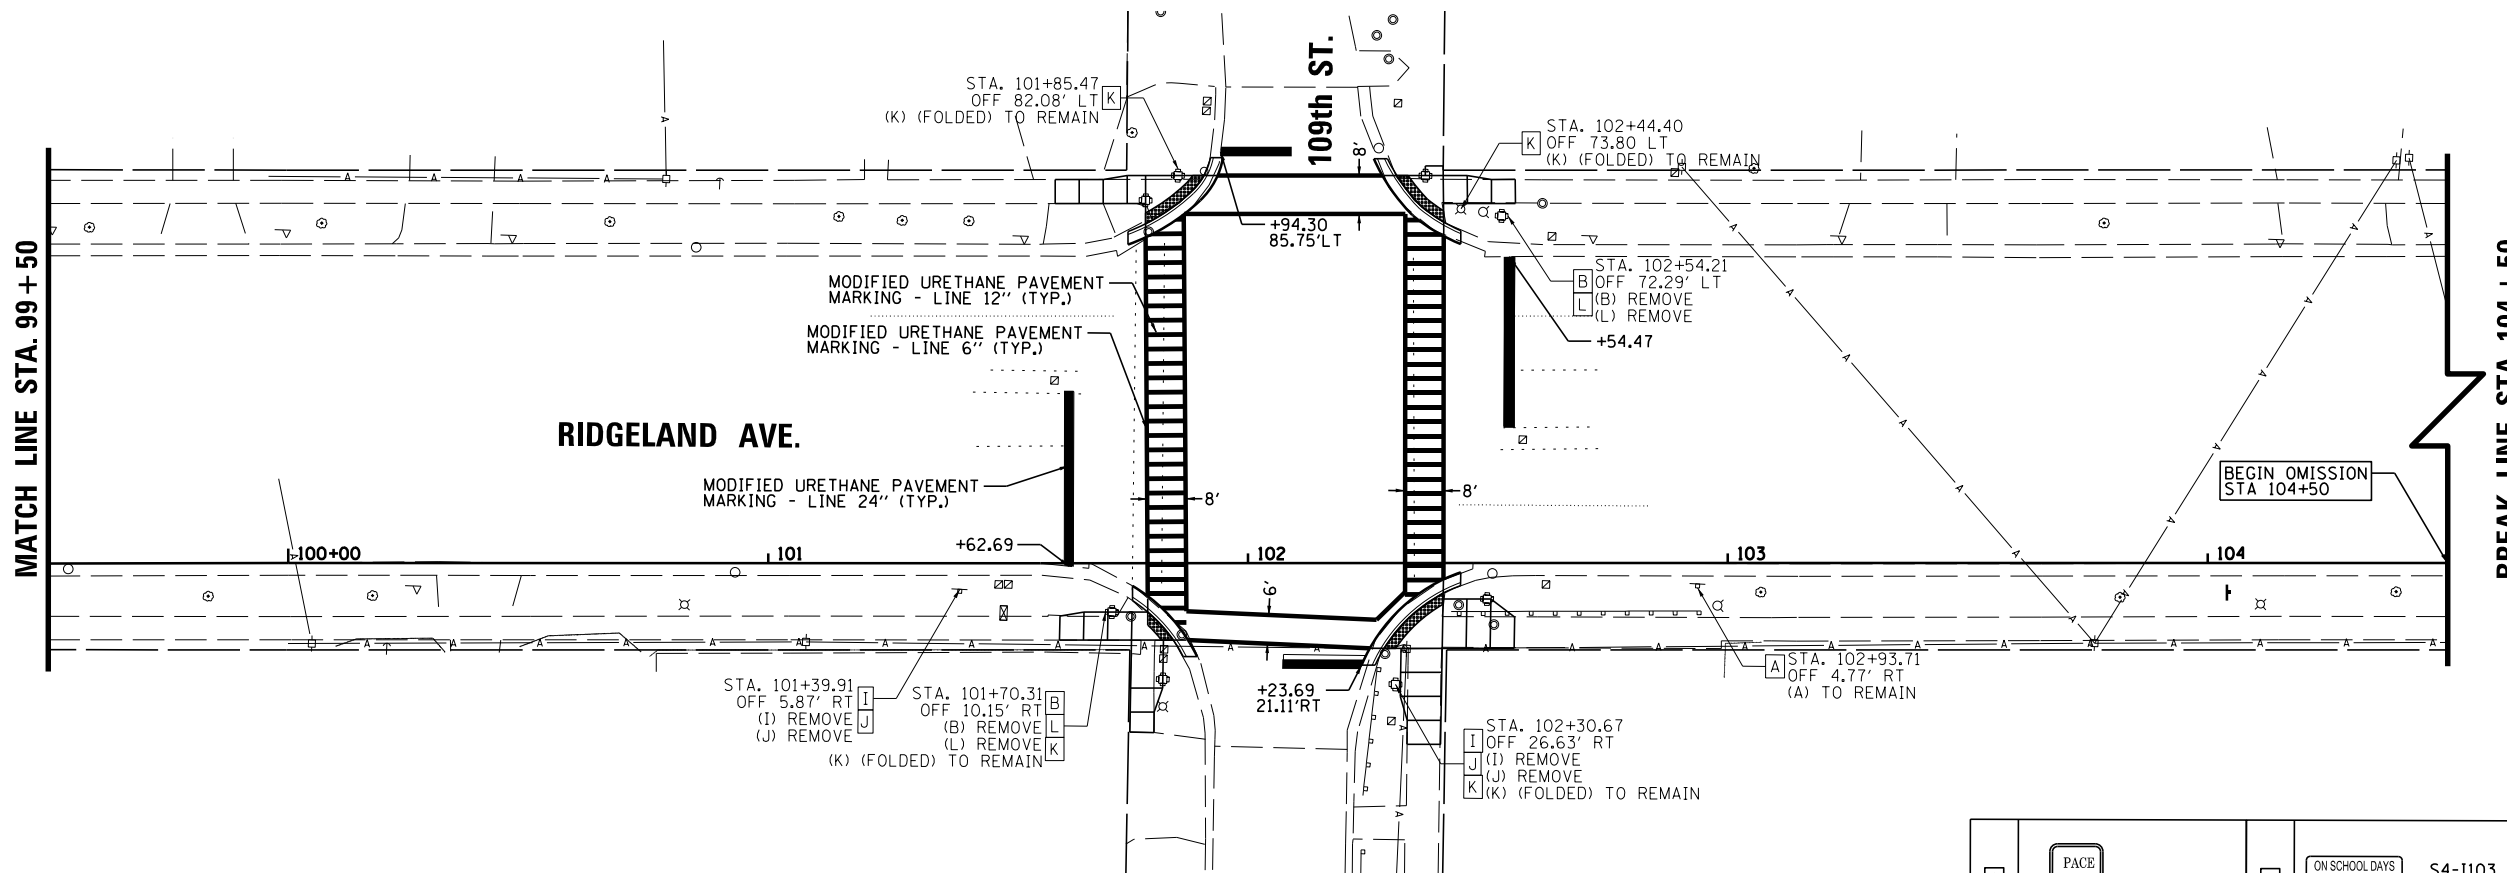 STA. 101+85.47
OFF 82.08' LT
K
(K) (FOLDED) TO REMAIN
109th ST.
8'
STA. 102+44.40
K
OFF 73.80 LT
(K) (FOLDED) TO REMAIN
+94.30
85.75'LT
STA. 102+54.21
B
OFF 72.29' LT
L
(B) REMOVE
(L) REMOVE
+54.47
MODIFIED URETHANE PAVEMENT
MARKING - LINE 12'' (TYP.)
MODIFIED URETHANE PAVEMENT
MARKING - LINE 6'' (TYP.)
MATCH LINE STA. 99+50
RIDGELAND AVE.
MODIFIED URETHANE PAVEMENT
MARKING - LINE 24'' (TYP.)
8'
8'
BEGIN OMISSION
STA 104+50
BREAK LINE STA. 104+50
+62.69
100+00
101
102
103
104
6'
STA. 101+39.91
OFF 5.87' RT
(I) REMOVE
(J) REMOVE
I
J
STA. 101+70.31
OFF 10.15' RT
(B) REMOVE
(L) REMOVE
(K) (FOLDED) TO REMAIN
B
L
K
+23.69
21.11'RT
STA. 102+30.67
OFF 26.63' RT
(I) REMOVE
(J) REMOVE
(K) (FOLDED) TO REMAIN
I
J
K
A
STA. 102+93.71
OFF 4.77' RT
(A) TO REMAIN
PACE
ON SCHOOL DAYS
S4-I103